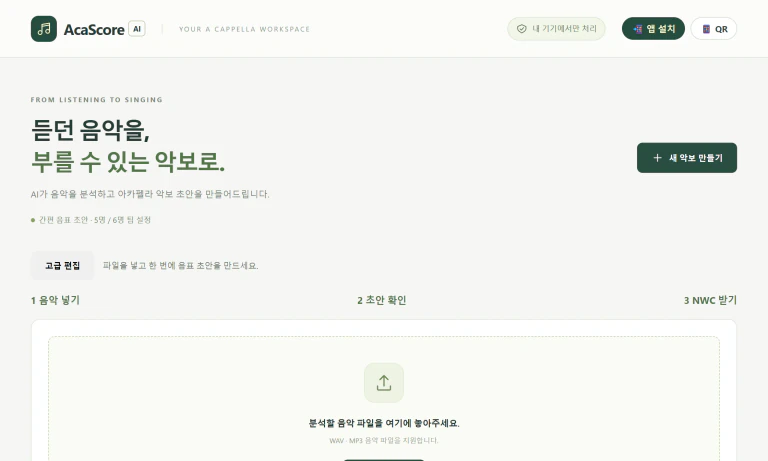 AcaScore AI
YOUR A CAPPELLA WORKSPACE
내 기기에서만 처리
앱 설치
QR
FROM LISTENING TO SINGING
듣던 음악을,
부를 수 있는 악보로.
AI가 음악을 분석하고 아카펠라 악보 초안을 만들어드립니다.
새 악보 만들기
간편 음표 초안 · 5명 / 6명 팀 설정
고급 편집
파일을 넣고 한 번에 음표 초안을 만드세요.
1 음악 넣기
2 초안 확인
3 NWC 받기
분석할 음악 파일을 여기에 놓아주세요.
WAV · MP3 음악 파일을 지원합니다.